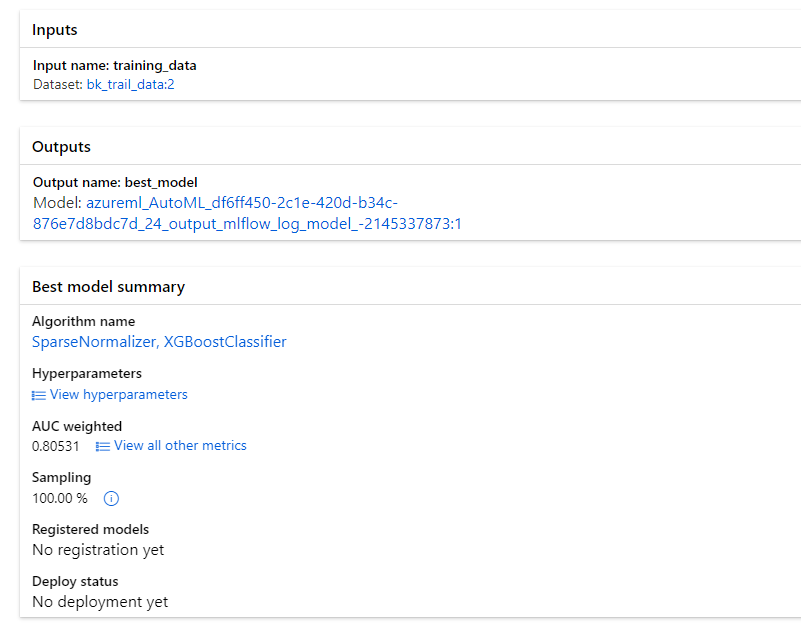 Inputs
Input name: training_data
Dataset: bk_trail_data:2
Outputs
Output name: best_model
Model: azureml_AutoML_df6ff450-2c1e-420d-b34c-
876e7d8bdc7d_24_output_mlflow_log_model_-2145337873:1
Best model summary
Algorithm name
SparseNormalizer, XGBoostClassifier
Hyperparameters
View hyperparameters
AUC weighted
0.80531 View all other metrics
Sampling
100.00 %
Registered models
No registration yet
Deploy status
No deployment yet